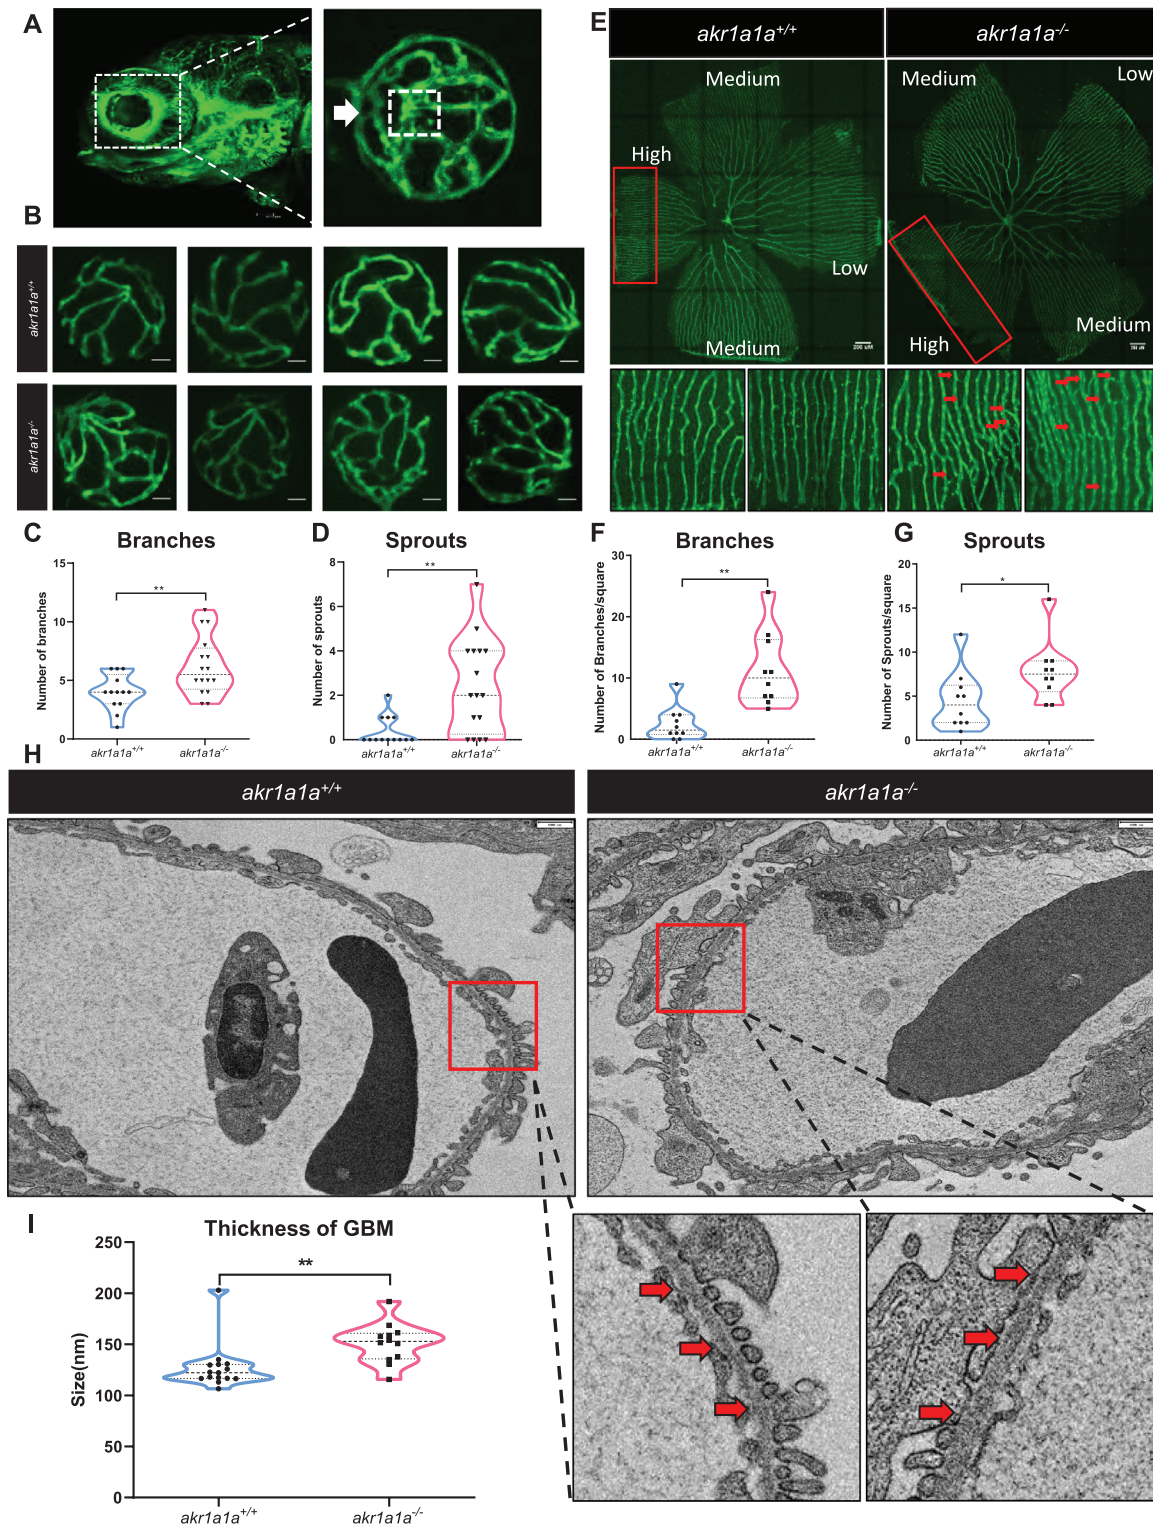 A
B
akr1a1a+/+
akr1a1a-/-
E
akr1a1a+/+
akr1a1a-/-
Medium
High
Low
Medium
200 uM
Medium
Low
High
Medium
C
Branches
Number of branches
15
10
5
0
**
akr1a1a+/+
akr1a1a-/-
D
Sprouts
Number of sprouts
8
6
4
2
0
**
akr1a1a+/+
akr1a1a-/-
F
Branches
Number of Branches/square
30
20
10
0
**
akr1a1a+/+
akr1a1a-/-
G
Sprouts
Number of Sprouts/square
20
15
10
5
0
*
akr1a1a+/+
akr1a1a-/-
H
akr1a1a+/+
akr1a1a-/-
I
Thickness of GBM
Size(nm)
250
200
150
100
50
0
**
akr1a1a+/+
akr1a1a-/-